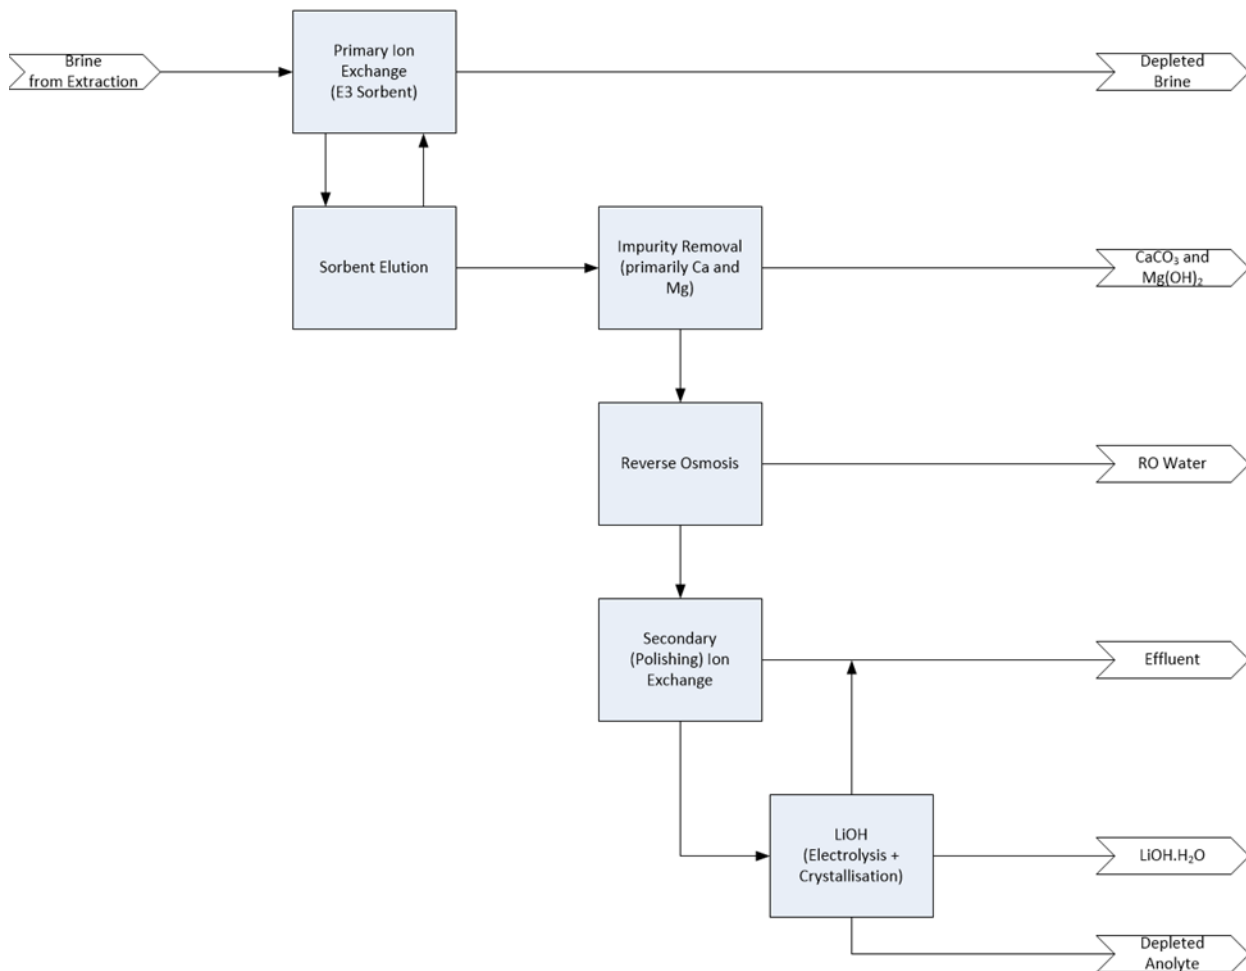 Brine
from Extraction
Primary Ion
Exchange
(E3 Sorbent)
Depleted
Brine
Sorbent Elution
Impurity Removal
(primarily Ca and
Mg)
CaCO₃ and
Mg(OH)₂
Reverse Osmosis
RO Water
Secondary
(Polishing) Ion
Exchange
Effluent
LiOH
(Electrolysis +
Crystallisation)
LiOH.H₂O
Depleted
Anolyte